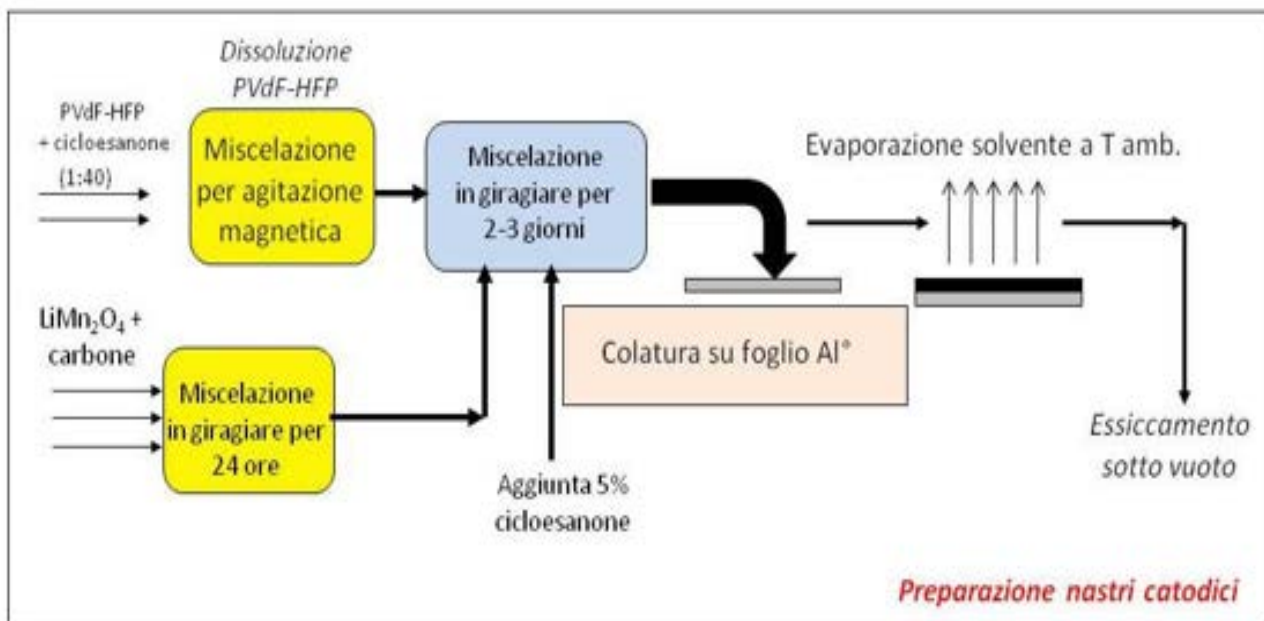 Dissoluzione
PVdF-HFP
PVdF-HFP
+ cicloesanone
(1:40)
Miscelazione
per agitazione
magnetica
Miscelazione
in giragiare per
2-3 giorni
Evaporazione solvente a T amb.
LiMn₂O₄ +
carbone
Miscelazione
in giragiare per
24 ore
Colatura su foglio Al°
Aggiunta 5%
cicloesanone
Essiccamento
sotto vuoto
Preparazione nastri catodici